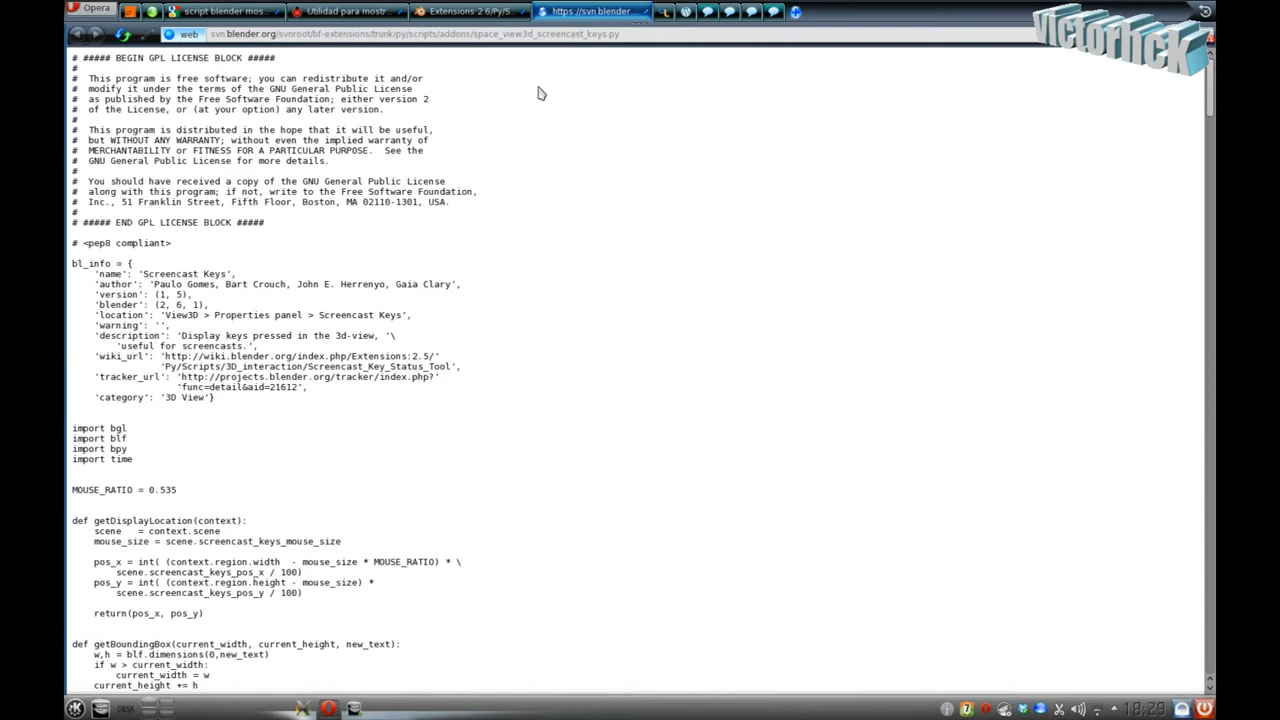 Opera
script blender mos...
Utilidad para mostr...
Extensions:2.6/Py/S...
https://svn.blender...
web
svn.blender.org/svnroot/bf-extensions/trunk/py/scripts/addons/space_view3d_screencast_keys.py
victorhck
# ##### BEGIN GPL LICENSE BLOCK #####
#
#  This program is free software; you can redistribute it and/or
#  modify it under the terms of the GNU General Public License
#  as published by the Free Software Foundation; either version 2
#  of the License, or (at your option) any later version.
#
#  This program is distributed in the hope that it will be useful,
#  but WITHOUT ANY WARRANTY; without even the implied warranty of
#  MERCHANTABILITY or FITNESS FOR A PARTICULAR PURPOSE.  See the
#  GNU General Public License for more details.
#
#  You should have received a copy of the GNU General Public License
#  along with this program; if not, write to the Free Software Foundation,
#  Inc., 51 Franklin Street, Fifth Floor, Boston, MA 02110-1301, USA.
#
# ##### END GPL LICENSE BLOCK #####
# <pep8 compliant>
bl_info = {
    'name': 'Screencast Keys',
    'author': 'Paulo Gomes, Bart Crouch, John E. Herrenyo, Gaia Clary',
    'version': (1, 5),
    'blender': (2, 6, 1),
    'location': 'View3D > Properties panel > Screencast Keys',
    'warning': '',
    'description': 'Display keys pressed in the 3d-view, '\
        'useful for screencasts.',
    'wiki_url': 'http://wiki.blender.org/index.php/Extensions:2.5/'
                'Py/Scripts/3D_interaction/Screencast_Key_Status_Tool',
    'tracker_url': 'http://projects.blender.org/tracker/index.php?'
                   'func=detail&aid=21612',
    'category': '3D View'}
import bgl
import blf
import bpy
import time
MOUSE_RATIO = 0.535
def getDisplayLocation(context):
    scene   = context.scene
    mouse_size = scene.screencast_keys_mouse_size
    pos_x = int( (context.region.width  - mouse_size * MOUSE_RATIO) * \
        scene.screencast_keys_pos_x / 100)
    pos_y = int( (context.region.height - mouse_size) *
        scene.screencast_keys_pos_y / 100)
    return(pos_x, pos_y)
def getBoundingBox(current_width, current_height, new_text):
    w,h = blf.dimensions(0,new_text)
    if w > current_width:
        current_width = w
    current_height += h
DESK
18:29